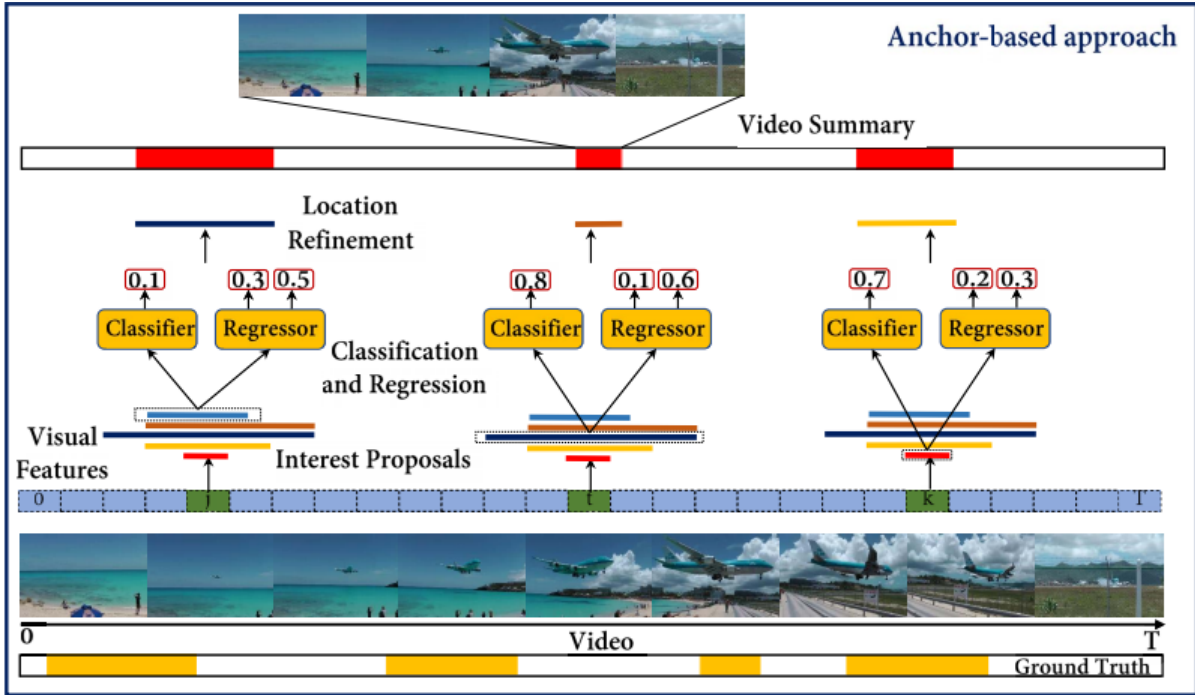 Anchor-based approach
Video Summary
Location
Refinement
0.1
0.3
0.5
0.8
0.1
0.6
0.7
0.2
0.3
Classifier
Regressor
Classifier
Regressor
Classifier
Regressor
Classification
and Regression
Visual
Features
Interest Proposals
0
j
t
k
T
0
Video
T
Ground Truth